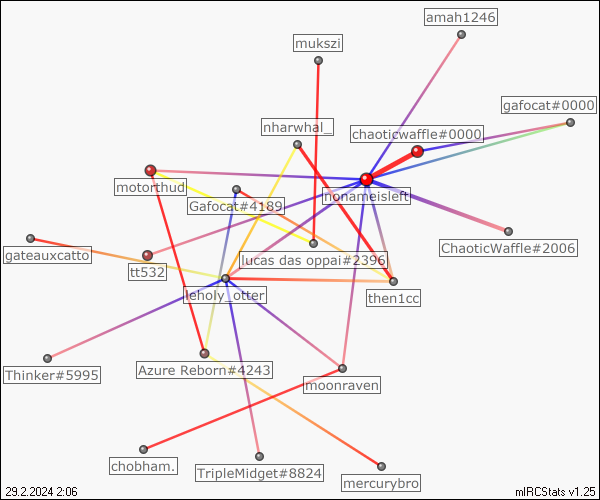 amah1246
mukszi
gafocat#0000
nharwhal_
chaoticwaffle#0000
motorthud
nonameisleft
Gafocat#4189
gateauxcatto
ChaoticWaffle#2006
lucas das oppai#2396
tt532
leholy_otter
then1cc
Thinker#5995
Azure Reborn#4243
moonraven
chobham.
TripleMidget#8824
mercurybro
29.2.2024 2:06
mIRCStats v1.25